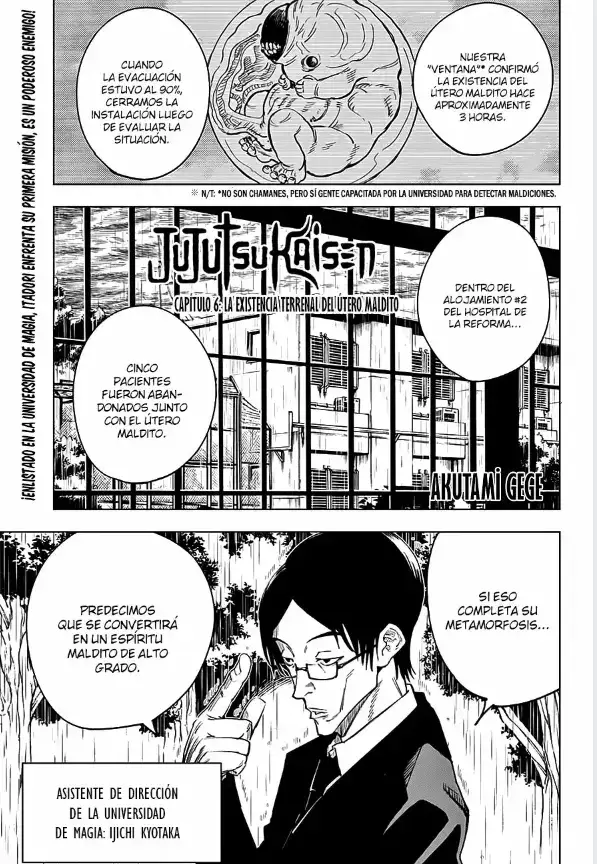 ¡ENLISTADO EN LA UNIVERSIDAD DE MAGIA, ITADORI ENFRENTA SU PRIMERA MISIÓN, ES UN PODEROSO ENEMIGO!
NUESTRA
"VENTANA"* CONFIRMÓ
LA EXISTENCIA DEL
ÚTERO MALDITO HACE
APROXIMADAMENTE
3 HORAS.
CUANDO
LA EVACUACIÓN
ESTUVO AL 90%,
CERRAMOS LA
INSTALACIÓN LUEGO
DE EVALUAR LA
SITUACIÓN.
※ N/T: *NO SON CHAMANES, PERO SÍ GENTE CAPACITADA POR LA UNIVERSIDAD PARA DETECTAR MALDICIONES.
JUJUTSU KAISEN
CAPÍTULO 6: LA EXISTENCIA TERRENAL DEL ÚTERO MALDITO
DENTRO DEL
ALOJAMIENTO #2
DEL HOSPITAL DE
LA REFORMA...
CINCO
PACIENTES
FUERON ABAN-
DONADOS JUNTO
CON EL ÚTERO
MALDITO.
AKUTAMI GEGE
SI ESO
COMPLETA SU
METAMORFOSIS...
PREDECIMOS
QUE SE CONVERTIRÁ
EN UN ESPÍRITU
MALDITO DE ALTO
GRADO.
ASISTENTE DE DIRECCIÓN
DE LA UNIVERSIDAD
DE MAGIA: IJICHI KYOTAKA